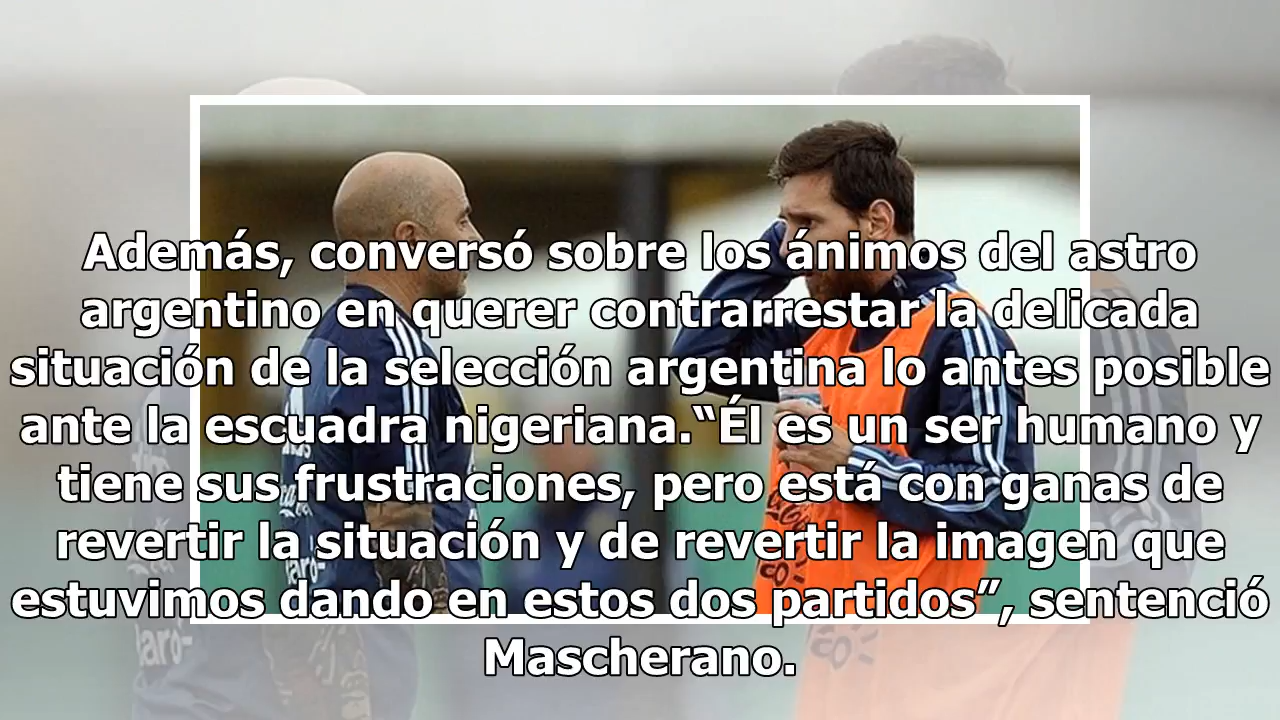 Además, conversó sobre los ánimos del astro
argentino en querer contrarrestar la delicada
situación de la selección argentina lo antes posible
ante la escuadra nigeriana.“Él es un ser humano y
tiene sus frustraciones, pero está con ganas de
revertir la situación y de revertir la imagen que
estuvimos dando en estos dos partidos”, sentenció
Mascherano.